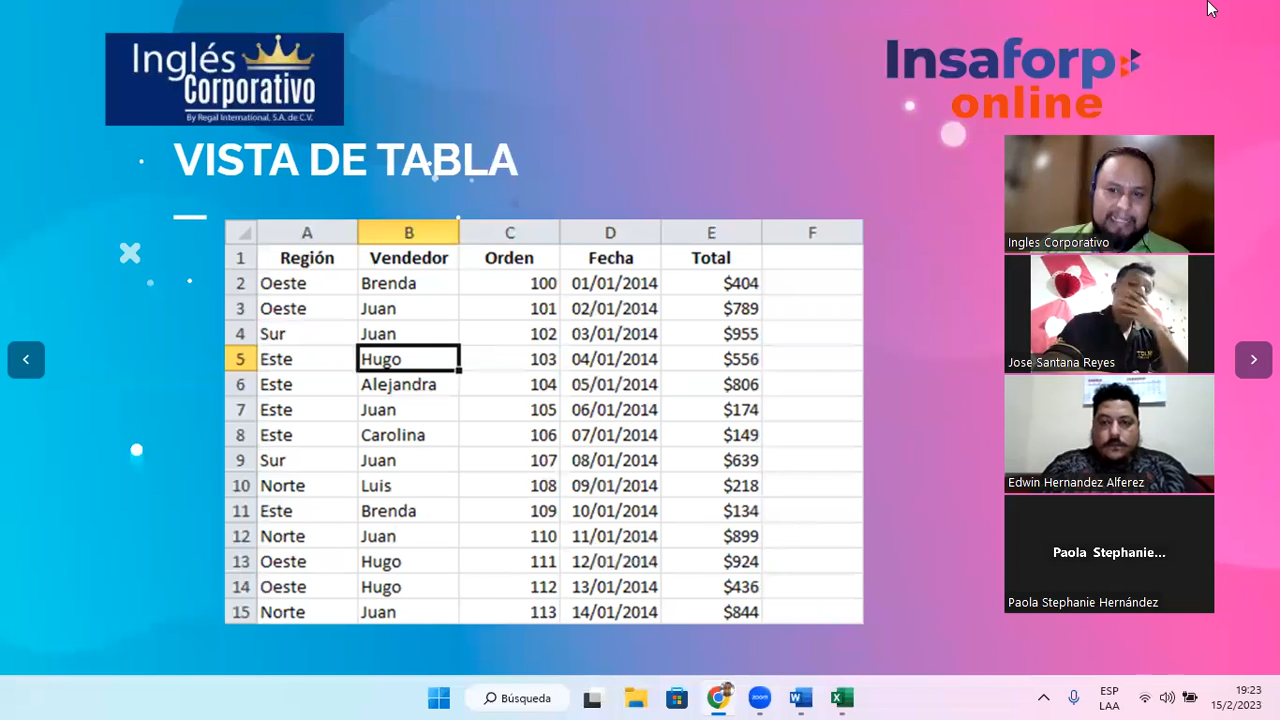 Inglés
Corporativo
By Regal International, S.A. de C.V.
Insaforp
online
VISTA DE TABLA
A B C D E F
1 Región Vendedor Orden Fecha Total
2 Oeste Brenda 100 01/01/2014 $404
3 Oeste Juan 101 02/01/2014 $789
4 Sur Juan 102 03/01/2014 $955
5 Este Hugo 103 04/01/2014 $556
6 Este Alejandra 104 05/01/2014 $806
7 Este Juan 105 06/01/2014 $174
8 Este Carolina 106 07/01/2014 $149
9 Sur Juan 107 08/01/2014 $639
10 Norte Luis 108 09/01/2014 $218
11 Este Brenda 109 10/01/2014 $134
12 Norte Juan 110 11/01/2014 $899
13 Oeste Hugo 111 12/01/2014 $924
14 Oeste Hugo 112 13/01/2014 $436
15 Norte Juan 113 14/01/2014 $844
Ingles Corporativo
Jose Santana Reyes
Edwin Hernandez Alferez
Paola Stephanie...
Paola Stephanie Hernández
Búsqueda
zoom
ESP
LAA
19:23
15/2/2023